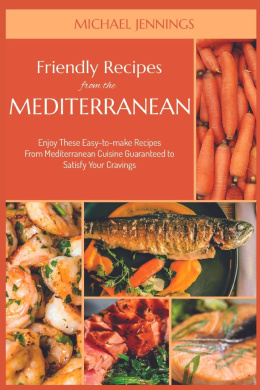 MICHAEL JENNINGS
Friendly Recipes
from the
MEDITERRANEAN
Enjoy These Easy-to-make Recipes
From Mediterranean Cuisine Guaranteed to
Satisfy Your Cravings